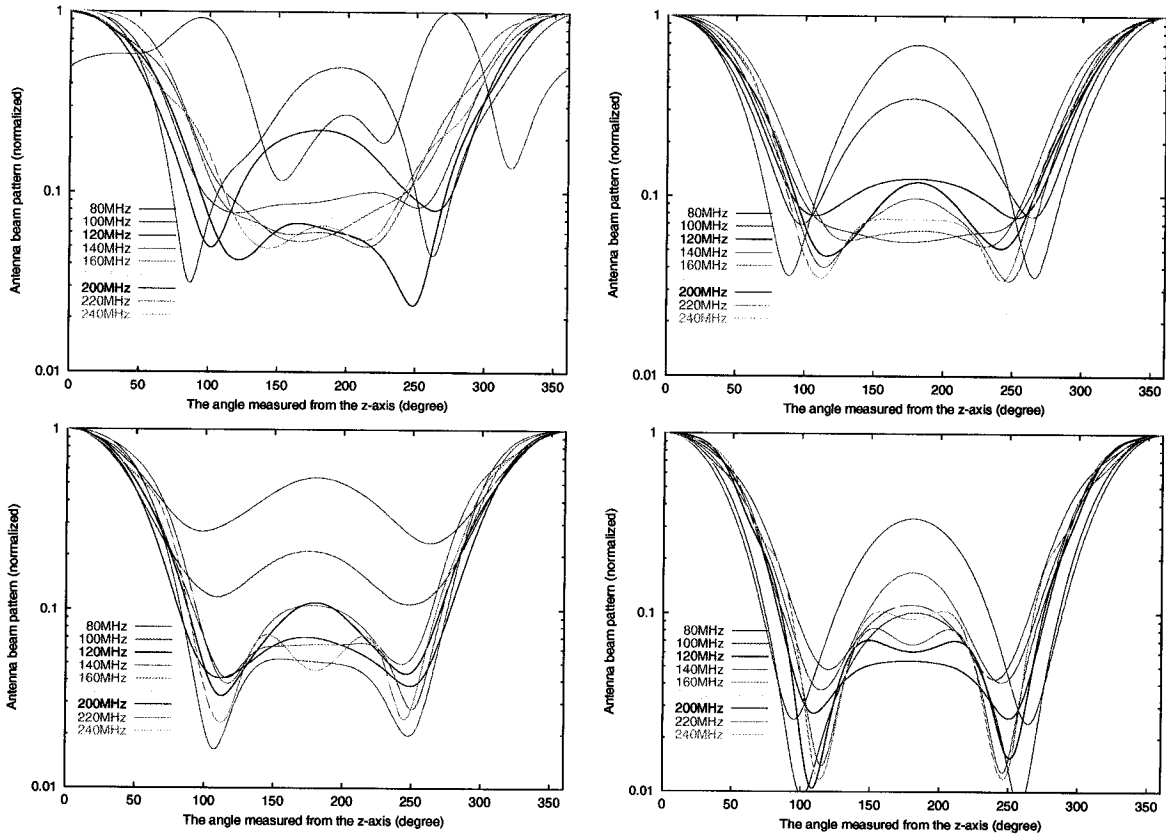 Antenna beam pattern (normalized)
1
0.1
0.01
80MHz
100MHz
120MHz
140MHz
160MHz
200MHz
220MHz
240MHz
0 50 100 150 200 250 300 350
The angle measured from the z-axis (degree)
Antenna beam pattern (normalized)
1
0.1
0.01
80MHz
100MHz
120MHz
140MHz
160MHz
200MHz
220MHz
240MHz
0 50 100 150 200 250 300 350
The angle measured from the z-axis (degree)
Antenna beam pattern (normalized)
1
0.1
0.01
80MHz
100MHz
120MHz
140MHz
160MHz
200MHz
220MHz
240MHz
0 50 100 150 200 250 300 350
The angle measured from the z-axis (degree)
Antenna beam pattern (normalized)
1
0.1
0.01
80MHz
100MHz
120MHz
140MHz
160MHz
200MHz
220MHz
240MHz
0 50 100 150 200 250 300 350
The angle measured from the z-axis (degree)